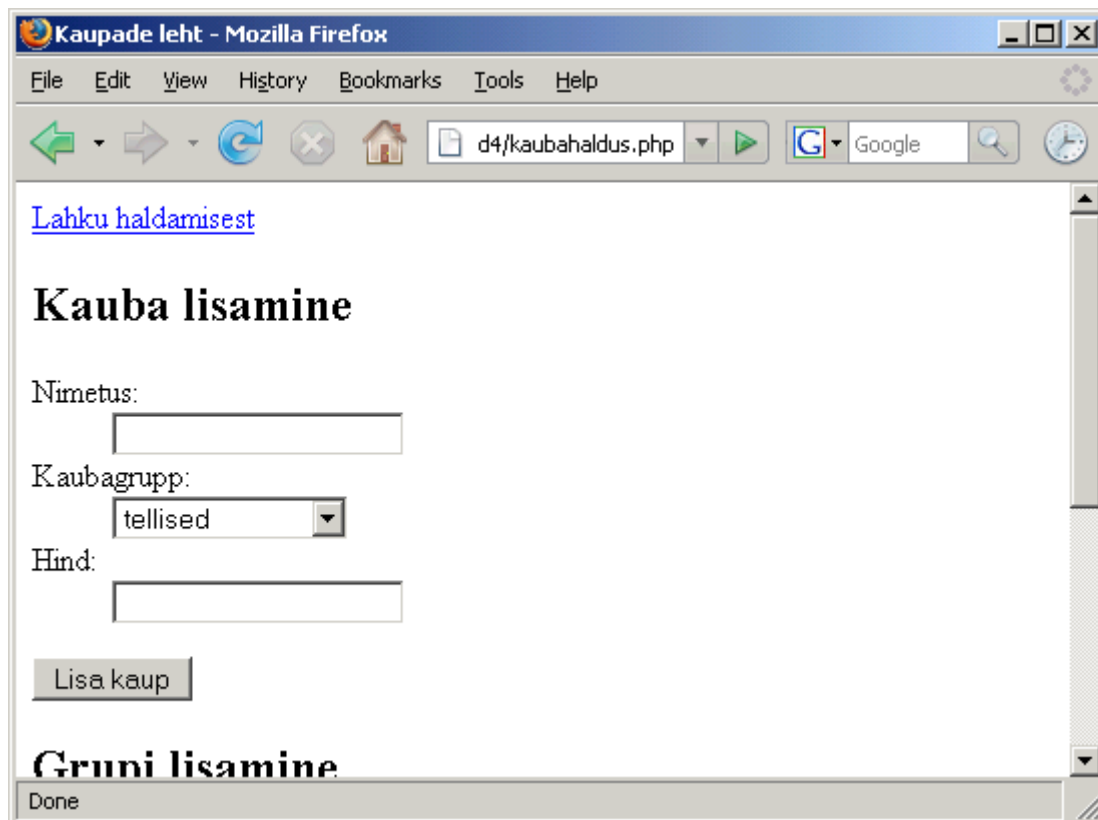 Kaupade leht - Mozilla Firefox
File Edit View History Bookmarks Tools Help
d4/kaubahaldus.php G Google
Lahku haldamisest
Kauba lisamine
Nimetus:
Kaubagrupp:
tellised
Hind:
Lisa kaup
Grupi lisamine
Done